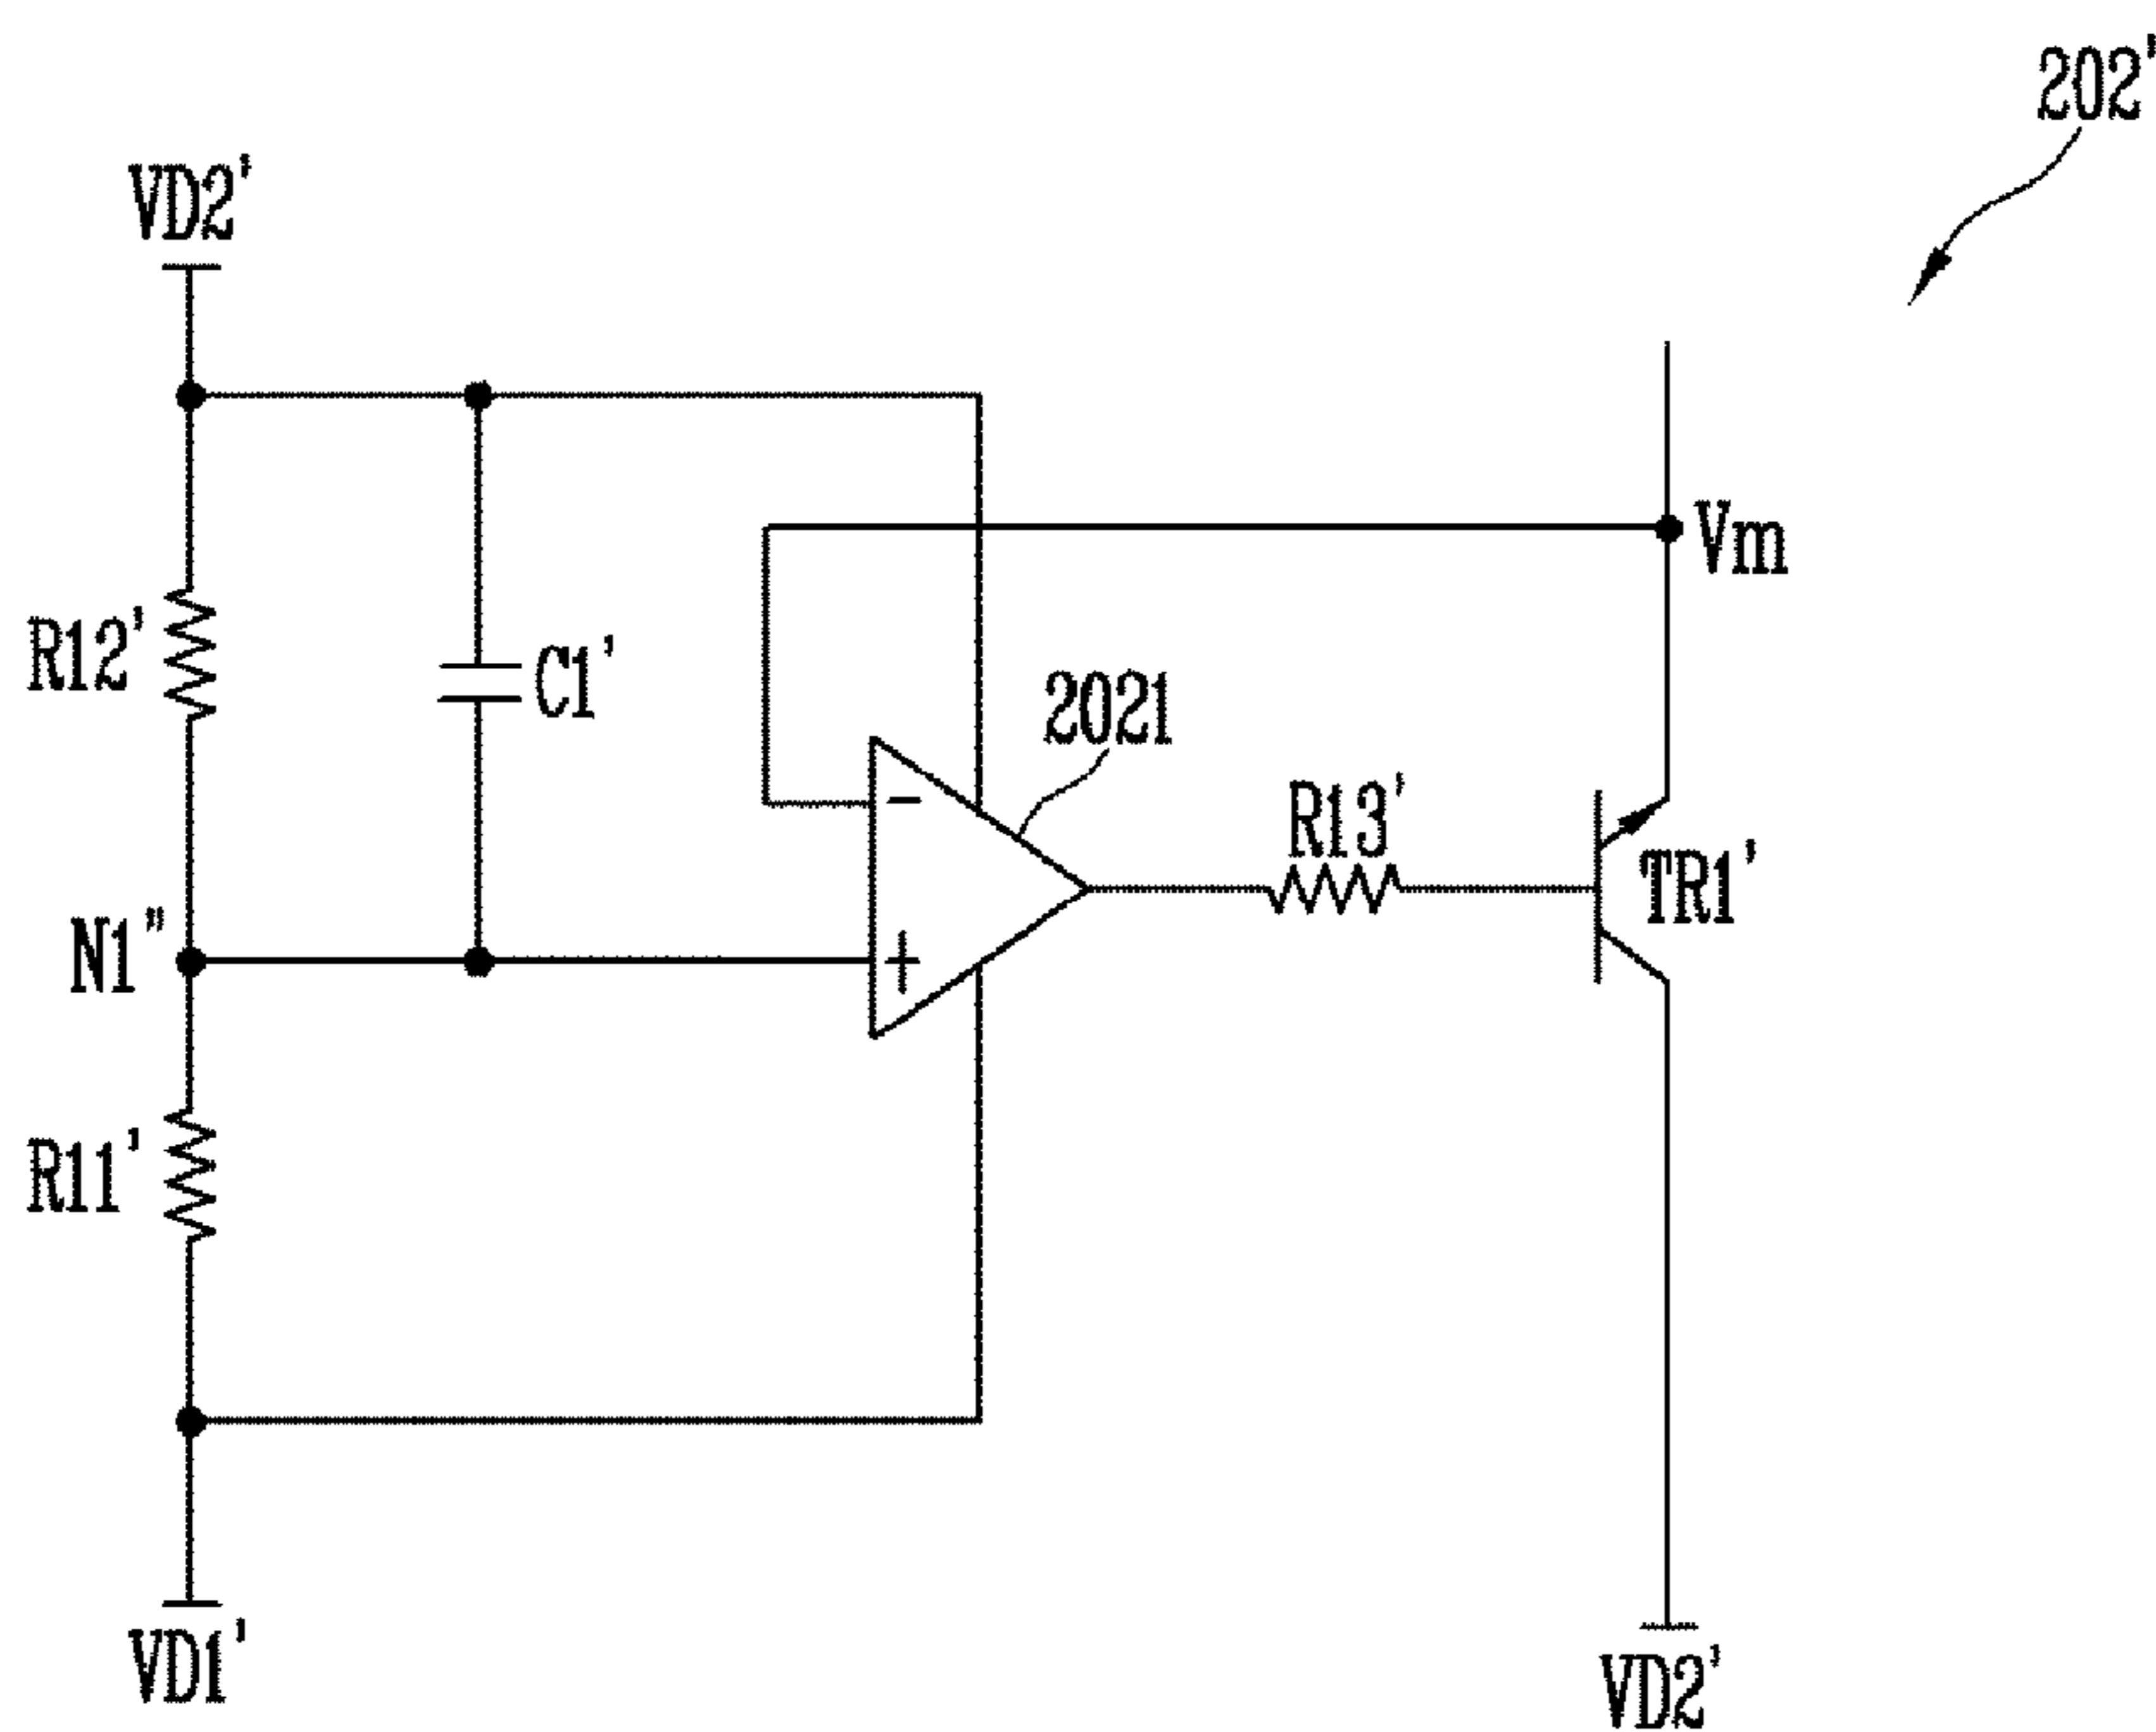 202'
VD2'
Vm
R12'
C1'
2021
R13'
TR1'
N1"
-
+
R11'
VD1'
VD2'